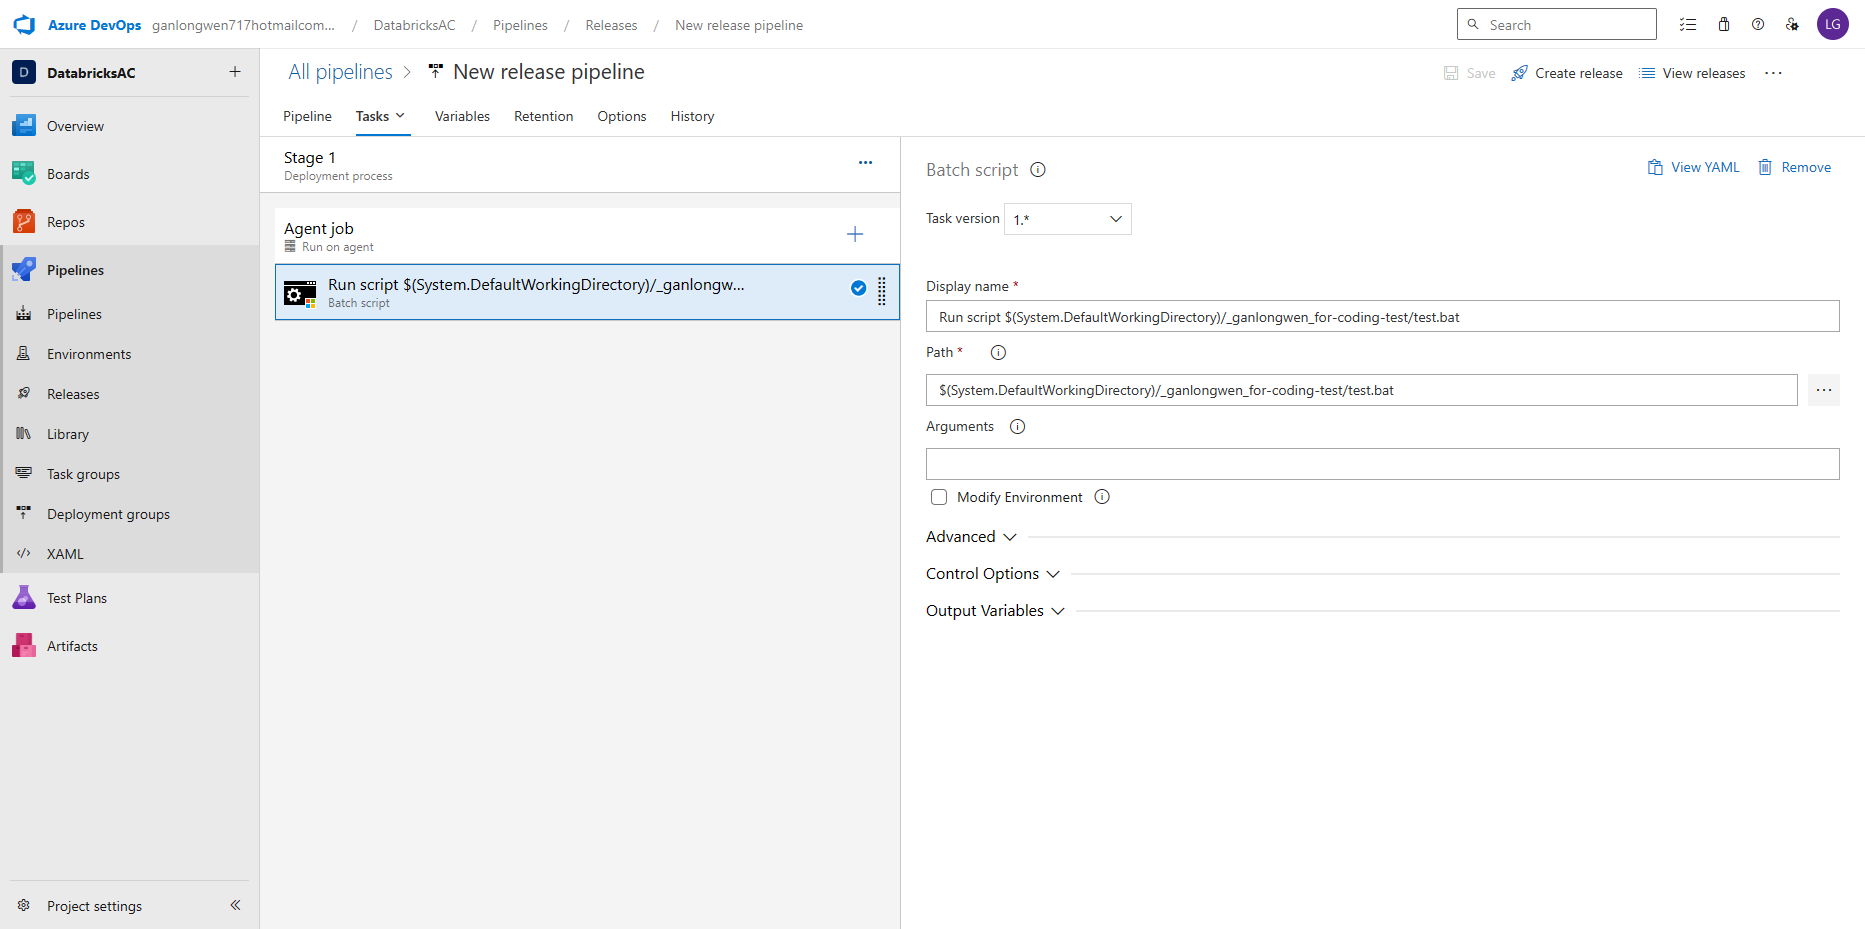 Azure DevOps ganlongwen717hotmailcom... / DatabricksAC / Pipelines / Releases / New release pipeline
Search
LG
D DatabricksAC +
Overview
Boards
Repos
Pipelines
Pipelines
Environments
Releases
Library
Task groups
Deployment groups
XAML
Test Plans
Artifacts
Project settings
All pipelines > New release pipeline
Save Create release View releases ...
Pipeline Tasks Variables Retention Options History
Stage 1
Deployment process
Agent job
Run on agent
Run script $(System.DefaultWorkingDirectory)/_ganlongw...
Batch script
Batch script
View YAML Remove
Task version 1.*
Display name *
Run script $(System.DefaultWorkingDirectory)/_ganlongwen_for-coding-test/test.bat
Path *
$(System.DefaultWorkingDirectory)/_ganlongwen_for-coding-test/test.bat
Arguments
Modify Environment
Advanced
Control Options
Output Variables